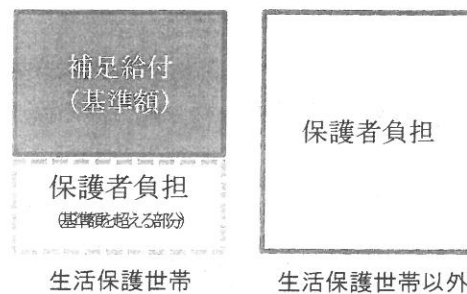 補足給付
(基準額)
保護者負担
(基準額を超える部分)
生活保護世帯
保護者負担
生活保護世帯以外